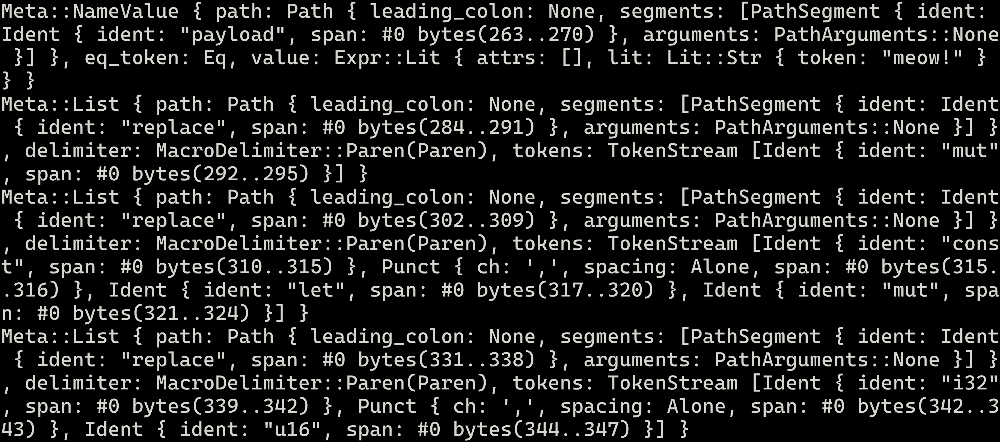 Meta::NameValue { path: Path { leading_colon: None, segments: [PathSegment { ident: 
Ident { ident: "payload", span: #0 bytes(263..270) }, arguments: PathArguments::None
 }] }, eq_token: Eq, value: Expr::Lit { attrs: [], lit: Lit::Str { token: "meow!" } 
} }
Meta::List { path: Path { leading_colon: None, segments: [PathSegment { ident: Ident
 { ident: "replace", span: #0 bytes(284..291) }, arguments: PathArguments::None }] }
, delimiter: MacroDelimiter::Paren(Paren), tokens: TokenStream [Ident { ident: "mut"
, span: #0 bytes(292..295) }] }
Meta::List { path: Path { leading_colon: None, segments: [PathSegment { ident: Ident
 { ident: "replace", span: #0 bytes(302..309) }, arguments: PathArguments::None }] }
, delimiter: MacroDelimiter::Paren(Paren), tokens: TokenStream [Ident { ident: "cons
t", span: #0 bytes(310..315) }, Punct { ch: ',', spacing: Alone, span: #0 bytes(315.
.316) }, Ident { ident: "let", span: #0 bytes(317..320) }, Ident { ident: "mut", spa
n: #0 bytes(321..324) }] }
Meta::List { path: Path { leading_colon: None, segments: [PathSegment { ident: Ident
 { ident: "replace", span: #0 bytes(331..338) }, arguments: PathArguments::None }] }
, delimiter: MacroDelimiter::Paren(Paren), tokens: TokenStream [Ident { ident: "i32"
, span: #0 bytes(339..342) }, Punct { ch: ',', spacing: Alone, span: #0 bytes(342..3
43) }, Ident { ident: "u16", span: #0 bytes(344..347) }] }